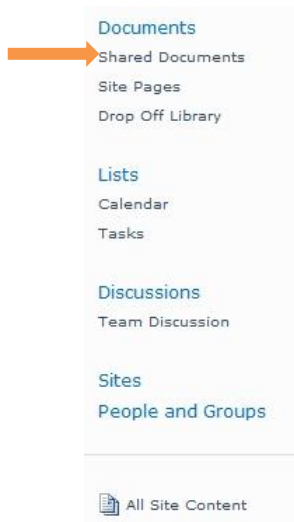 Documents
Shared Documents
Site Pages
Drop Off Library
Lists
Calendar
Tasks
Discussions
Team Discussion
Sites
People and Groups
All Site Content